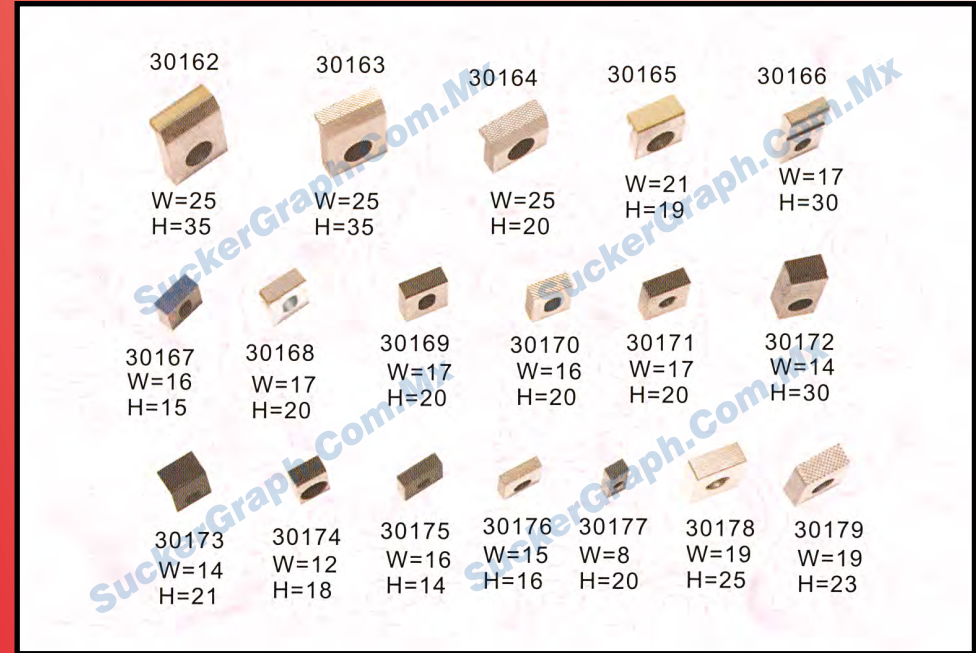 30162
W=25
H=35
30163
W=25
H=35
30164
W=25
H=20
30165
W=21
H=19
30166
W=17
H=30
30167
W=16
H=15
30168
W=17
H=20
30169
W=17
H=20
30170
W=16
H=20
30171
W=17
H=20
30172
W=14
H=30
30173
W=14
H=21
30174
W=12
H=18
30175
W=16
H=14
30176
W=15
H=16
30177
W=8
H=20
30178
W=19
H=25
30179
W=19
H=23
SuckerGraph.Com.Mx
SuckerGraph.Com.Mx
SuckerGraph.Com.Mx
SuckerGraph.Com.Mx